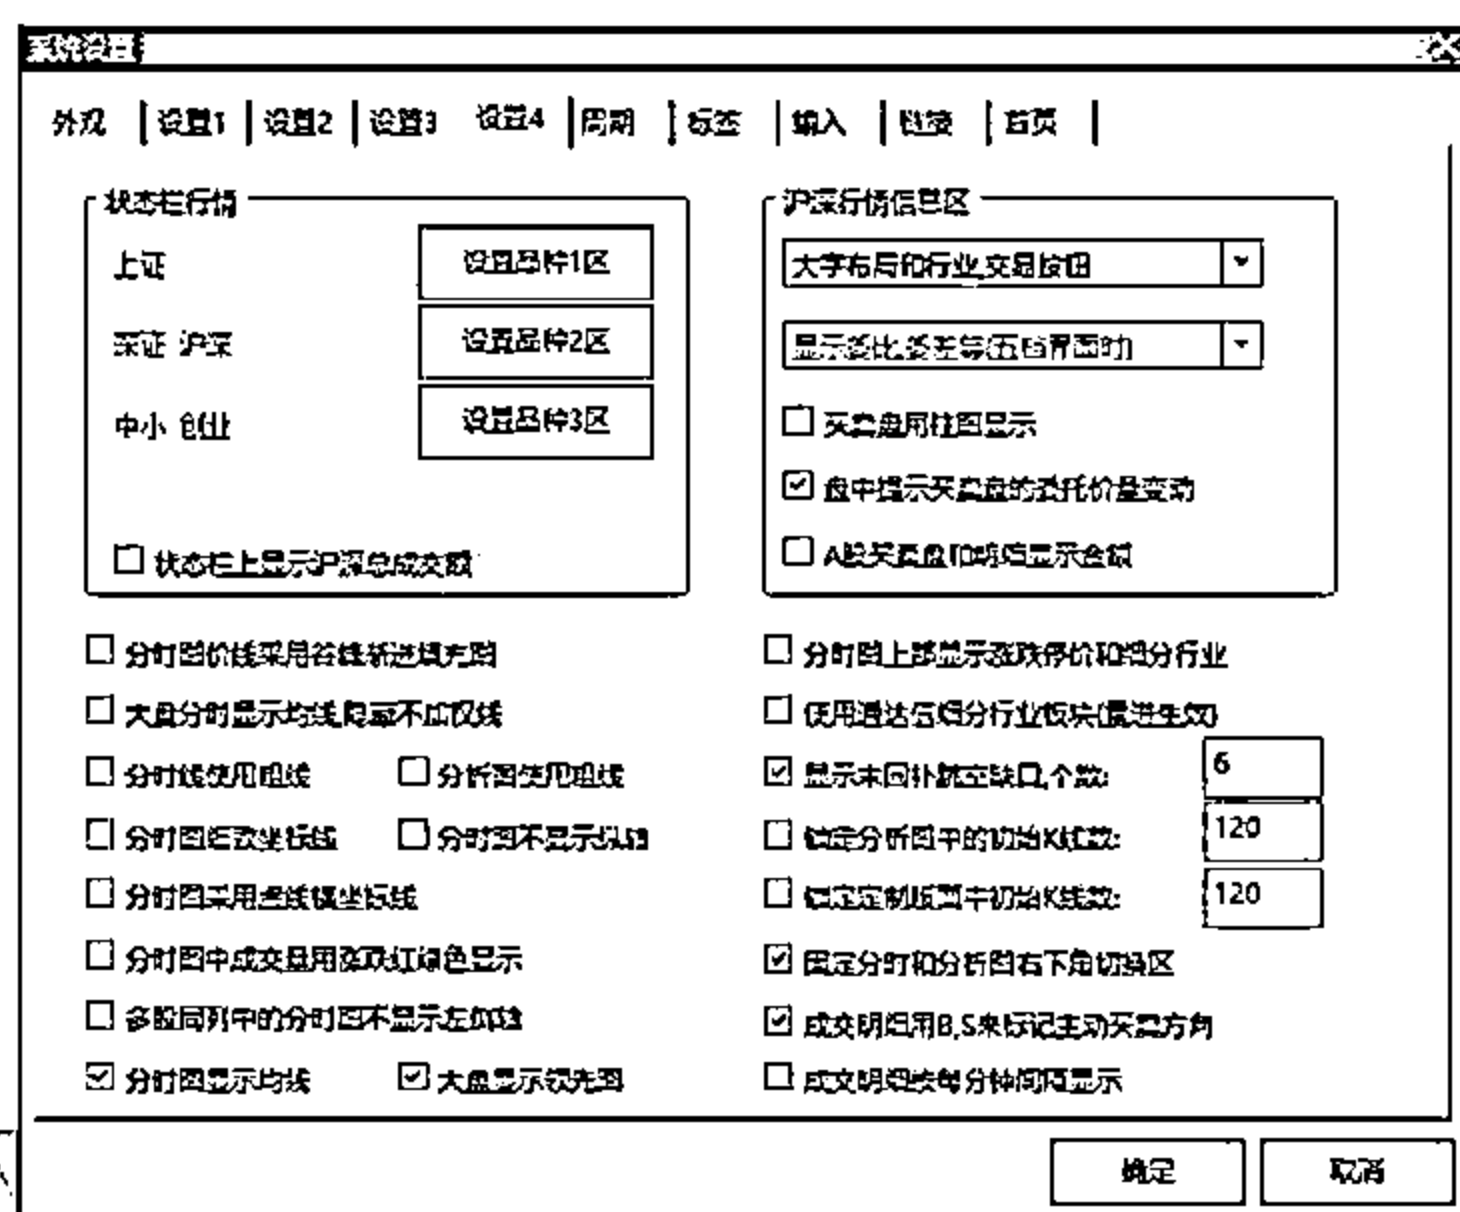 系统设置
外观 设置1 设置2 设置3 设置4 周期 标签 输入 链接 首页
状态栏行情
上证 设置品种1区
深证 沪深 设置品种2区
中小 创业 设置品种3区
状态栏上显示沪深总成交额
沪深行情信息区
大字布局和行业,交易按钮
显示委比,委差等(五档界面时)
买卖盘用柱图显示
盘中提示买卖盘的委托价量变动
A股买卖盘和明细显示金额
分时图价线采用谷线渐进填充图
大盘分时显示均线,隐藏不加权线
分时线使用粗线 分析图使用粗线
分时图细致坐标线 分时图不显示纵轴
分时图采用虚线横坐标线
分时图中成交量用涨跌红绿色显示
多股同列中的分时图不显示左侧轴
分时图显示均线 大盘显示领先图
分时图上部显示涨跌停价和细分行业
使用通达信细分行业板块(重进生效)
显示未回补跳空缺口,个数: 6
锁定分析图中的初始K线数: 120
锁定定制版面中初始K线数: 120
固定分时和分析图右下角切换区
成交明细用B,S来标记主动买卖方向
成交明细按每分钟间隔显示
确定 取消